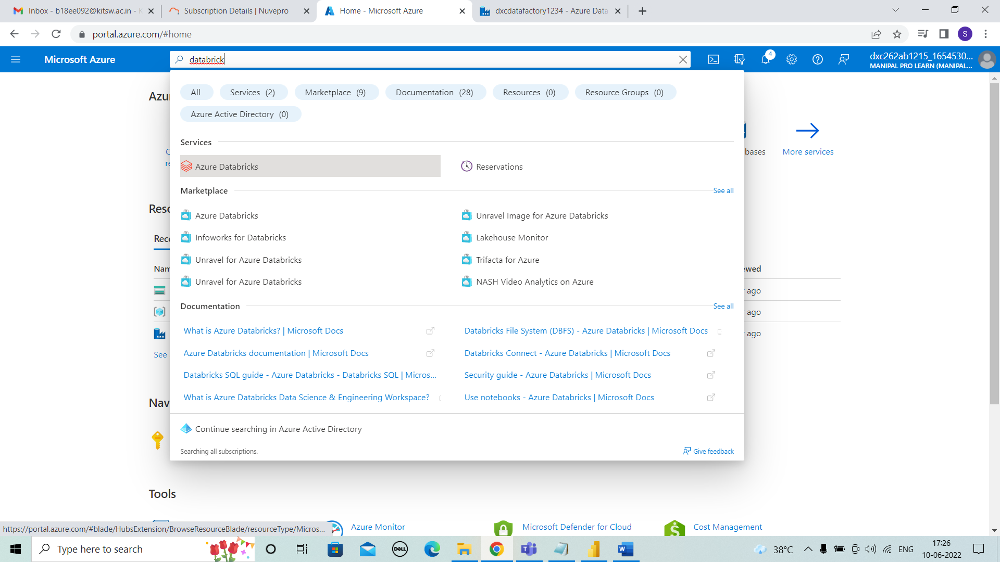 Inbox - b18ee092@kitsw.ac.in - K
Subscription Details | Nuvepro
Home - Microsoft Azure
dxcdatafactory1234 - Azure Data
portal.azure.com/#home
S
Microsoft Azure
databrick
4
dxc262ab1215_1654530...
MANIPAL PRO LEARN (MANIPAL...
All
Services (2)
Marketplace (9)
Documentation (28)
Resources (0)
Resource Groups (0)
Azure Active Directory (0)
Azu
bases
More services
Services
Azure Databricks
Reservations
Marketplace
See all
Azure Databricks
Unravel Image for Azure Databricks
Infoworks for Databricks
Lakehouse Monitor
Unravel for Azure Databricks
Trifacta for Azure
Unravel for Azure Databricks
NASH Video Analytics on Azure
Documentation
See all
What is Azure Databricks? | Microsoft Docs
Databricks File System (DBFS) - Azure Databricks | Microsoft Docs
Azure Databricks documentation | Microsoft Docs
Databricks Connect - Azure Databricks | Microsoft Docs
Databricks SQL guide - Azure Databricks - Databricks SQL | Micros...
Security guide - Azure Databricks | Microsoft Docs
What is Azure Databricks Data Science & Engineering Workspace?
Use notebooks - Azure Databricks | Microsoft Docs
Continue searching in Azure Active Directory
Searching all subscriptions.
Give feedback
Reso
Rece
Nam
ewed
ago
ago
ago
See
Nav
Tools
Azure Monitor
Microsoft Defender for Cloud
Cost Management
https://portal.azure.com/#blade/HubsExtension/BrowseResourceBlade/resourceType/Micros...
Type here to search
DELL
38°C
ENG
17:26
10-06-2022